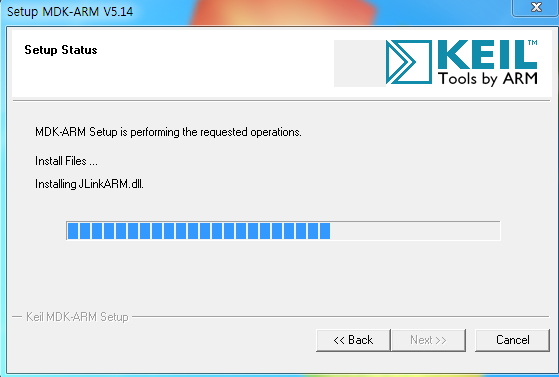 Setup MDK-ARM V5.14
Setup Status
KEIL™
Tools by ARM
MDK-ARM Setup is performing the requested operations.
Install Files ...
Installing JLinkARM.dll.
Keil MDK-ARM Setup
<< Back
Next >>
Cancel